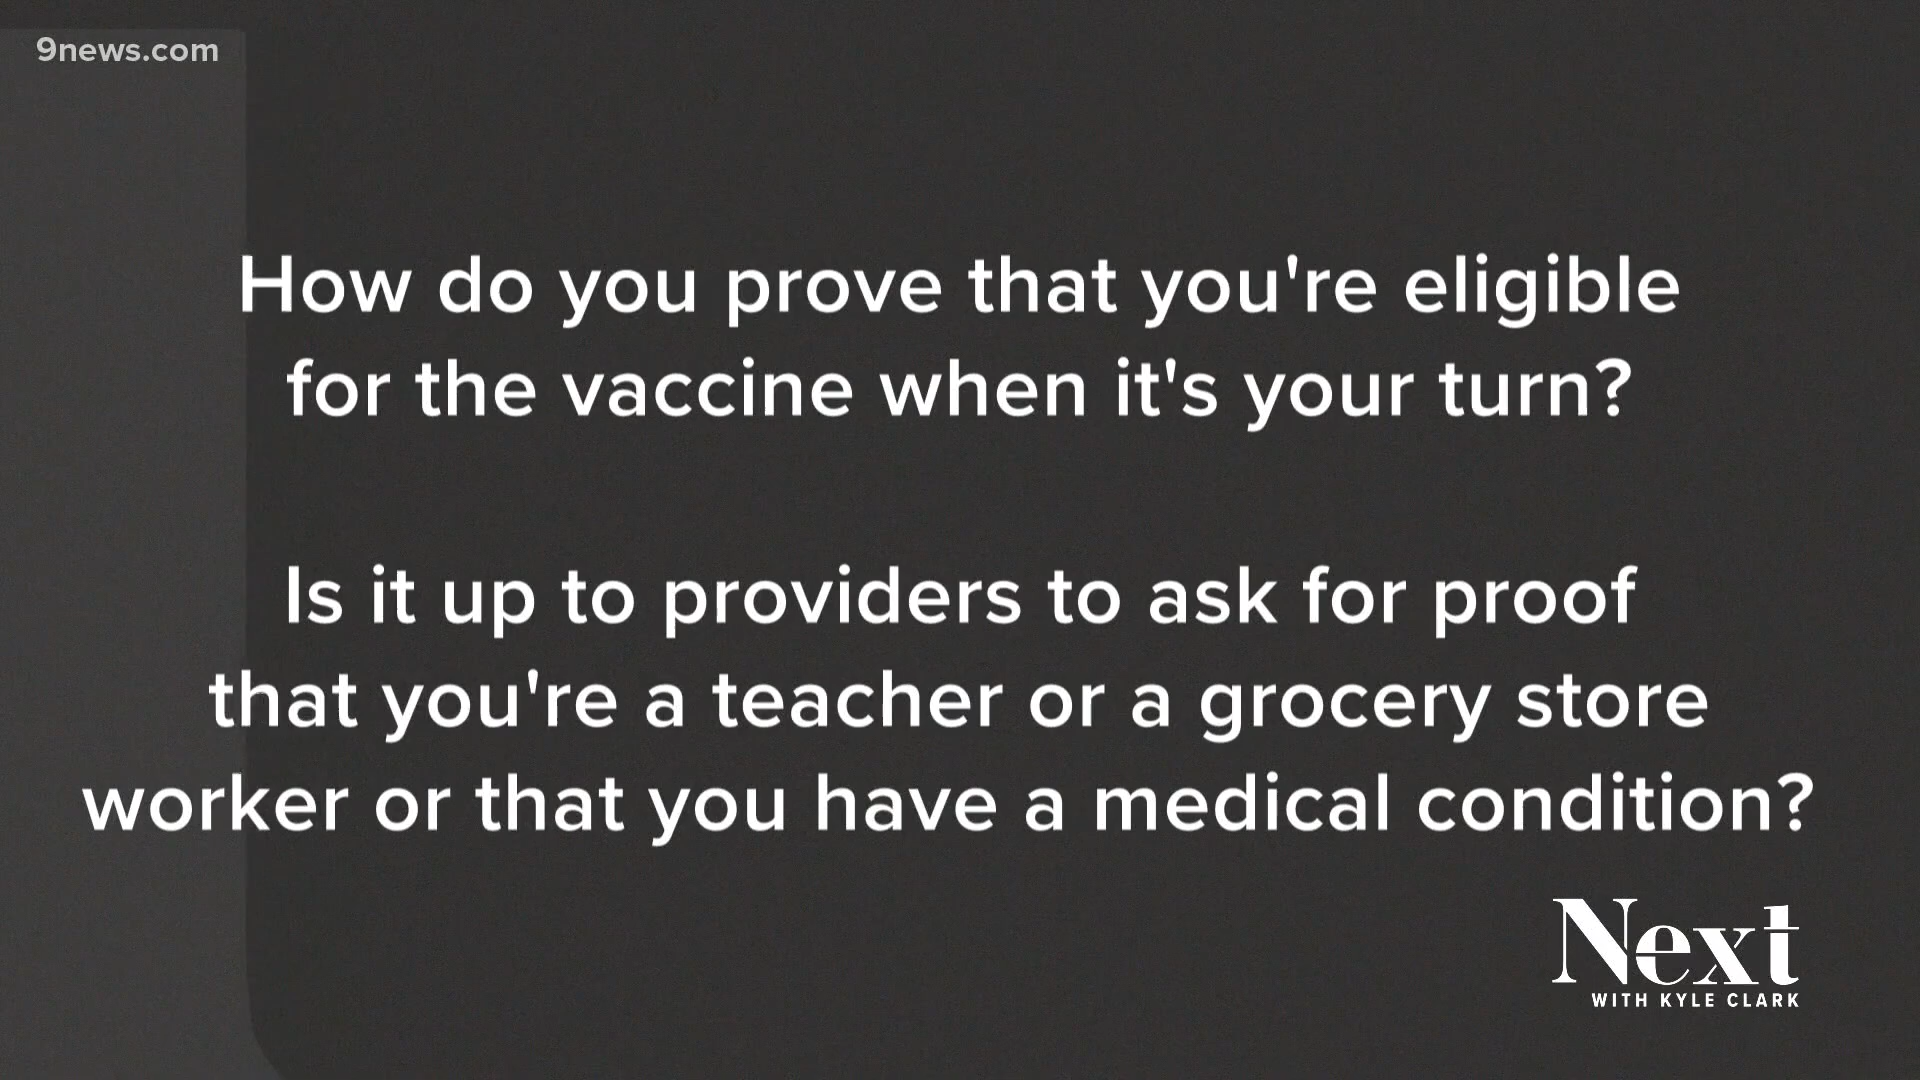 9news.com
How do you prove that you're eligible
for the vaccine when it's your turn?
Is it up to providers to ask for proof
that you're a teacher or a grocery store
worker or that you have a medical condition?
Next
WITH KYLE CLARK